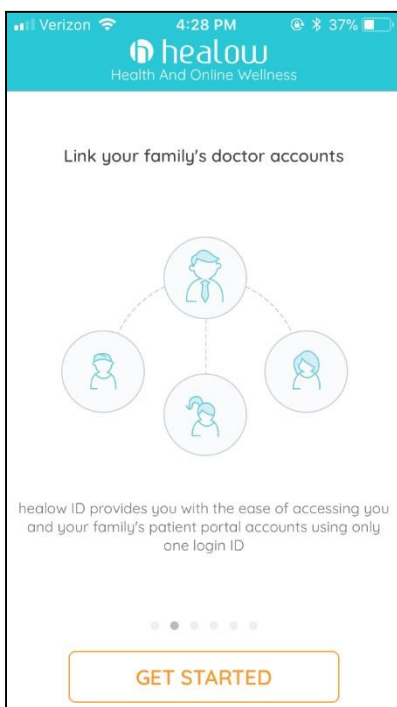 Verizon 4:28 PM 37%
healow
Health And Online Wellness
Link your family's doctor accounts
healow ID provides you with the ease of accessing you
and your family's patient portal accounts using only
one login ID
GET STARTED